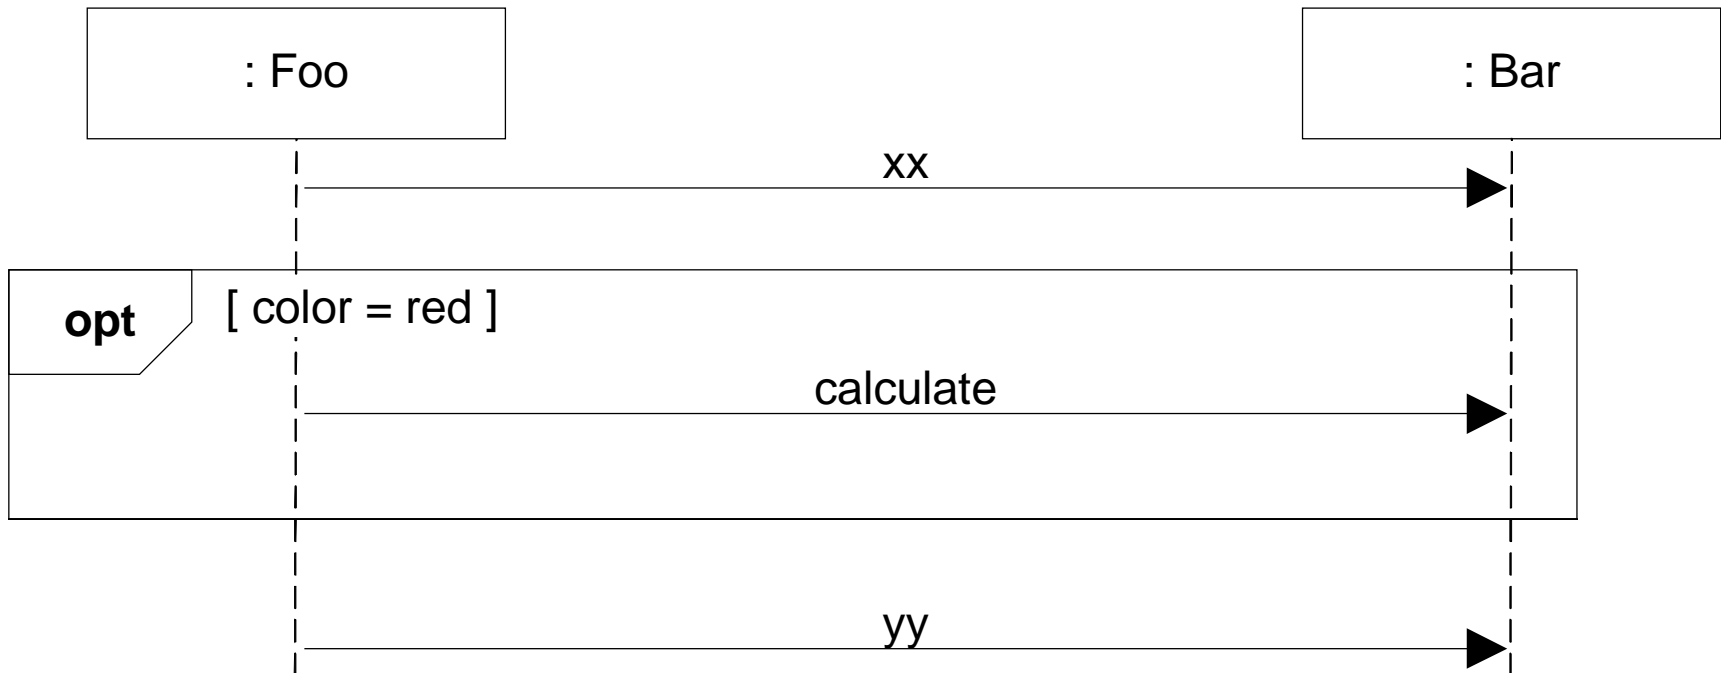 : Foo
: Bar
xx
opt
[ color = red ]
calculate
yy